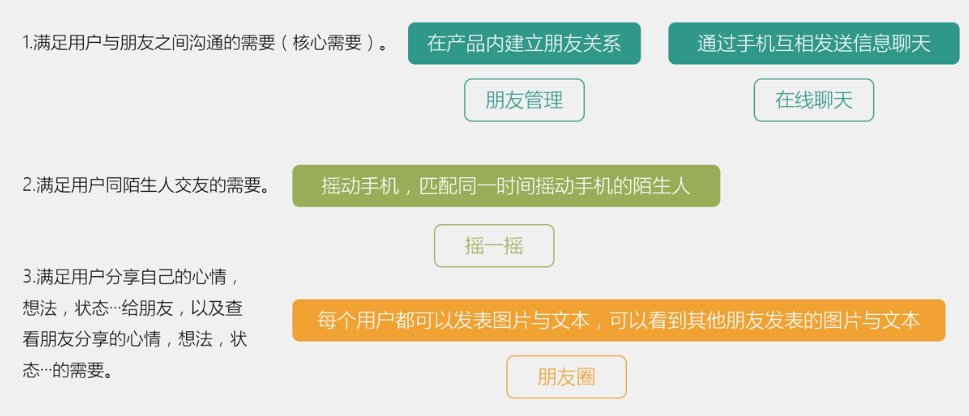 1.满足用户与朋友之间沟通的需要（核心需要）。
在产品内建立朋友关系
通过手机互相发送信息聊天
朋友管理
在线聊天
2.满足用户同陌生人交友的需要。
摇动手机，匹配同一时间摇动手机的陌生人
摇一摇
3.满足用户分享自己的心情，
想法，状态…给朋友，以及查
看朋友分享的心情，想法，状
态…的需要。
每个用户都可以发表图片与文本，可以看到其他朋友发表的图片与文本
朋友圈